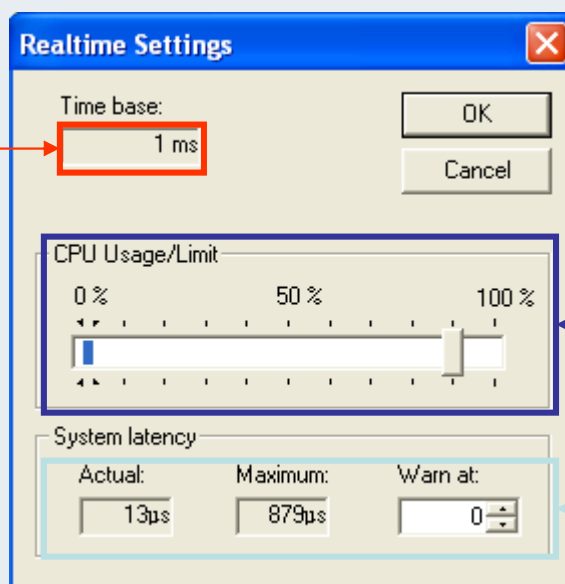 Realtime Settings
Time base:
1 ms
OK
Cancel
CPU Usage/Limit
0 % 50 % 100 %
System latency
Actual: Maximum: Warn at:
13µs 879µs 0